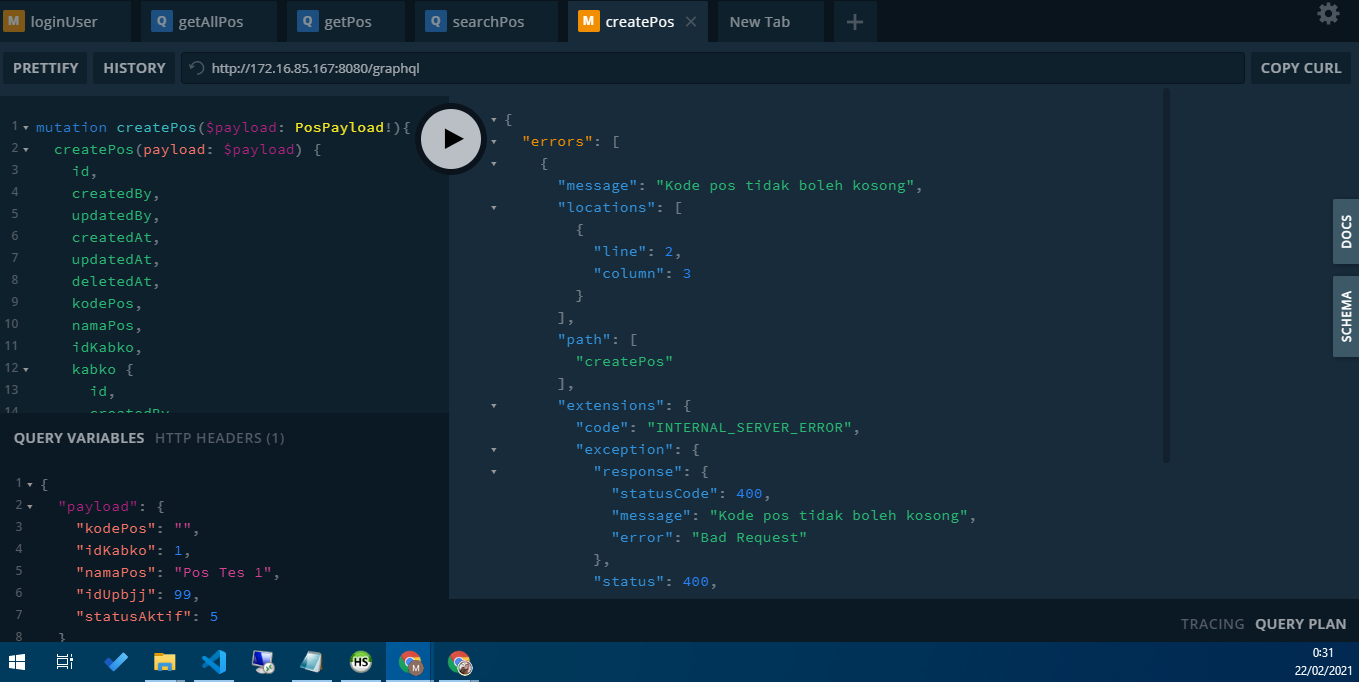 M loginUser
Q getAllPos
Q getPos
Q searchPos
M createPos
New Tab
PRETTIFY
HISTORY
http://172.16.85.167:8080/graphql
COPY CURL
1 mutation createPos($payload: PosPayload!){
2 createPos(payload: $payload) {
3 id,
4 createdBy,
5 updatedBy,
6 createdAt,
7 updatedAt,
8 deletedAt,
9 kodePos,
10 namaPos,
11 idKabko,
12 kabko {
13 id,
14 createdBy
QUERY VARIABLES HTTP HEADERS (1)
1 {
2 "payload": {
3 "kodePos": "",
4 "idKabko": 1,
5 "namaPos": "Pos Tes 1",
6 "idUpbjj": 99,
7 "statusAktif": 5
8 }
{
"errors": [
{
"message": "Kode pos tidak boleh kosong",
"locations": [
{
"line": 2,
"column": 3
}
],
"path": [
"createPos"
],
"extensions": {
"code": "INTERNAL_SERVER_ERROR",
"exception": {
"response": {
"statusCode": 400,
"message": "Kode pos tidak boleh kosong",
"error": "Bad Request"
},
"status": 400,
DOCS
SCHEMA
TRACING QUERY PLAN
HS
M
0:31
22/02/2021